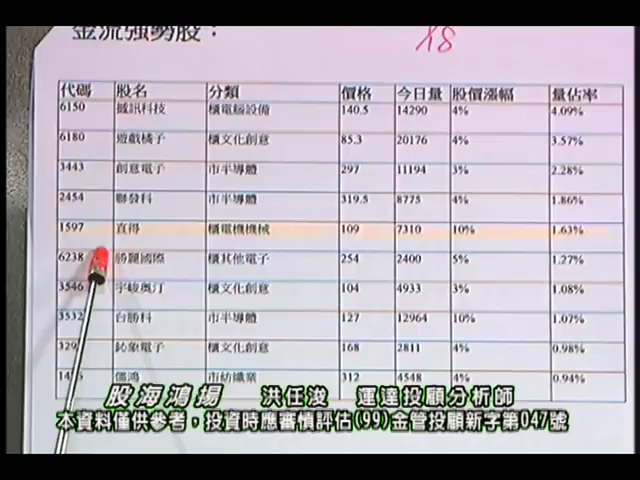 金流強勢股：
X8
代碼 股名 分類 價格 今日量 股價漲幅 量佔率
6150 撼訊科技 櫃電腦設備 140.5 14290 4% 4.09%
6180 遊戲橘子 櫃文化創意 85.3 20176 4% 3.57%
3443 創意電子 市半導體 297 11194 3% 2.28%
2454 聯發科 市半導體 319.5 8775 4% 1.86%
1597 直得 櫃電機機械 109 7310 10% 1.63%
6238 勝麗國際 櫃其他電子 254 2400 5% 1.27%
3546 宇峻奧汀 櫃文化創意 104 4933 3% 1.08%
3532 台勝科 市半導體 127 12964 10% 1.07%
329 鈊象電子 櫃文化創意 168 2811 4% 0.98%
14 儒鴻 市紡織業 312 4548 4% 0.94%
股海鴻揚 洪任浚 運達投顧分析師
本資料僅供參考，投資時應審慎評估(99)金管投顧新字第047號